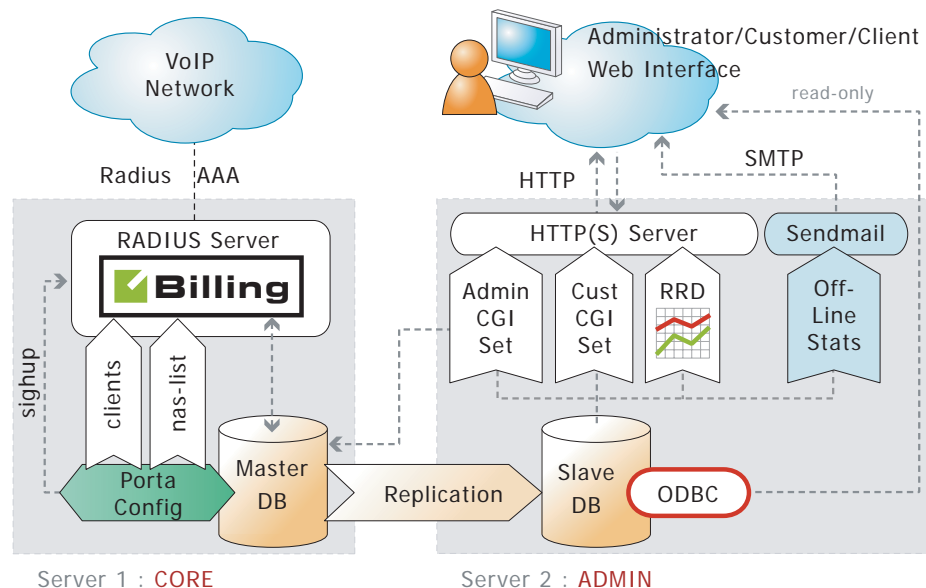 VoIP
Network
Administrator/Customer/Client
Web Interface
read-only
Radius AAA
HTTP
SMTP
RADIUS Server
Billing
HTTP(S) Server
Sendmail
Admin
CGI
Set
Cust
CGI
Set
RRD
Off-
Line
Stats
sighup
clients
nas-list
Porta
Config
Master
DB
Replication
Slave
DB
ODBC
Server 1 : CORE
Server 2 : ADMIN